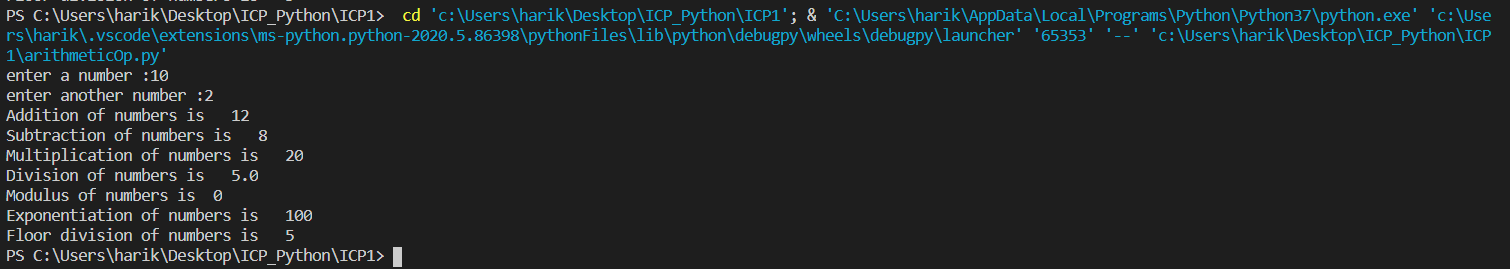 PS C:\Users\harik\Desktop\ICP_Python\ICP1>  cd 'c:\Users\harik\Desktop\ICP_Python\ICP1'; & 'C:\Users\harik\AppData\Local\Programs\Python\Python37\python.exe' 'c:\Use
rs\harik\.vscode\extensions\ms-python.python-2020.5.86398\pythonFiles\lib\python\debugpy\wheels\debugpy\launcher' '65353' '--' 'c:\Users\harik\Desktop\ICP_Python\ICP
1\arithmeticOp.py'
enter a number :10
enter another number :2
Addition of numbers is   12
Subtraction of numbers is   8
Multiplication of numbers is   20
Division of numbers is   5.0
Modulus of numbers is  0
Exponentiation of numbers is   100
Floor division of numbers is   5
PS C:\Users\harik\Desktop\ICP_Python\ICP1>